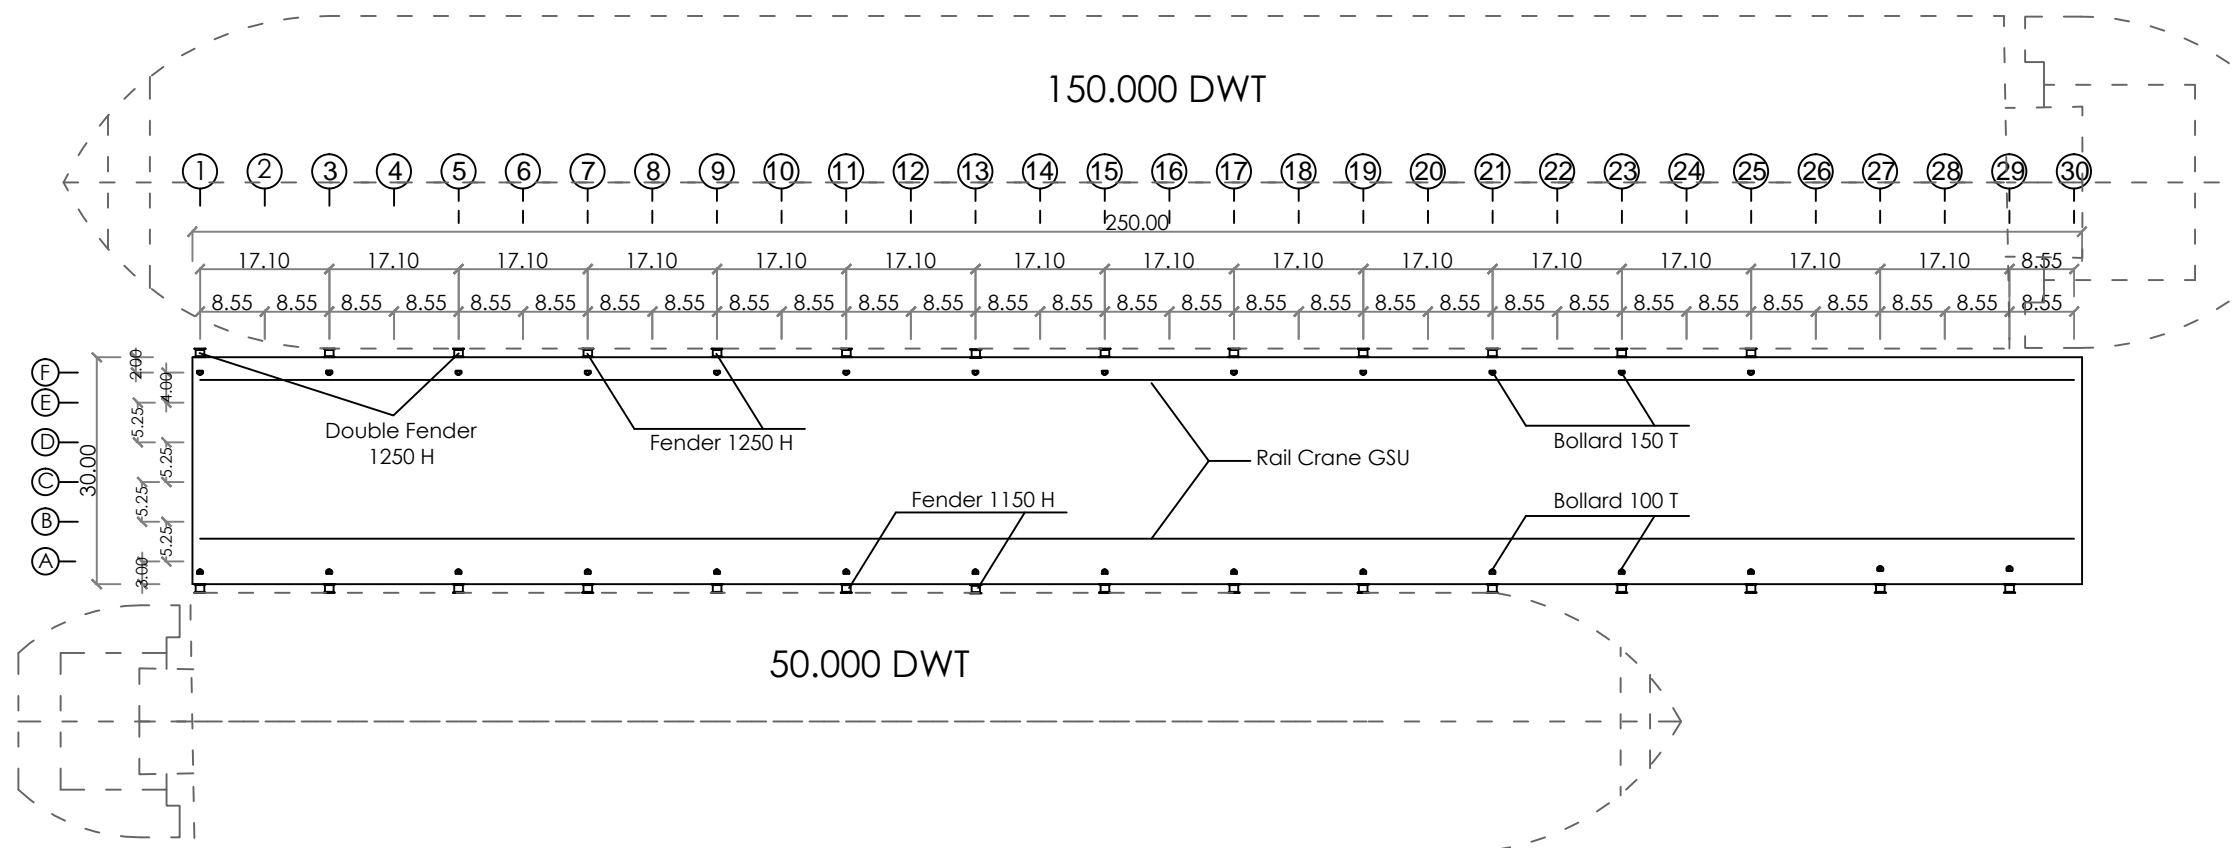 150.000 DWT
1 2 3 4 5 6 7 8 9 10 11 12 13 14 15 16 17 18 19 20 21 22 23 24 25 26 27 28 29 30
250.00
17.10 17.10 17.10 17.10 17.10 17.10 17.10 17.10 17.10 17.10 17.10 17.10 17.10 17.10 8.55
8.55 8.55 8.55 8.55 8.55 8.55 8.55 8.55 8.55 8.55 8.55 8.55 8.55 8.55 8.55 8.55 8.55 8.55 8.55 8.55 8.55 8.55 8.55 8.55 8.55 8.55 8.55 8.55 8.55
F
E
D
C
B
A
30.00
2.00
4.00
5.25
5.25
5.25
5.25
3.00
Double Fender
1250 H
Fender 1250 H
Bollard 150 T
Rail Crane GSU
Fender 1150 H
Bollard 100 T
50.000 DWT